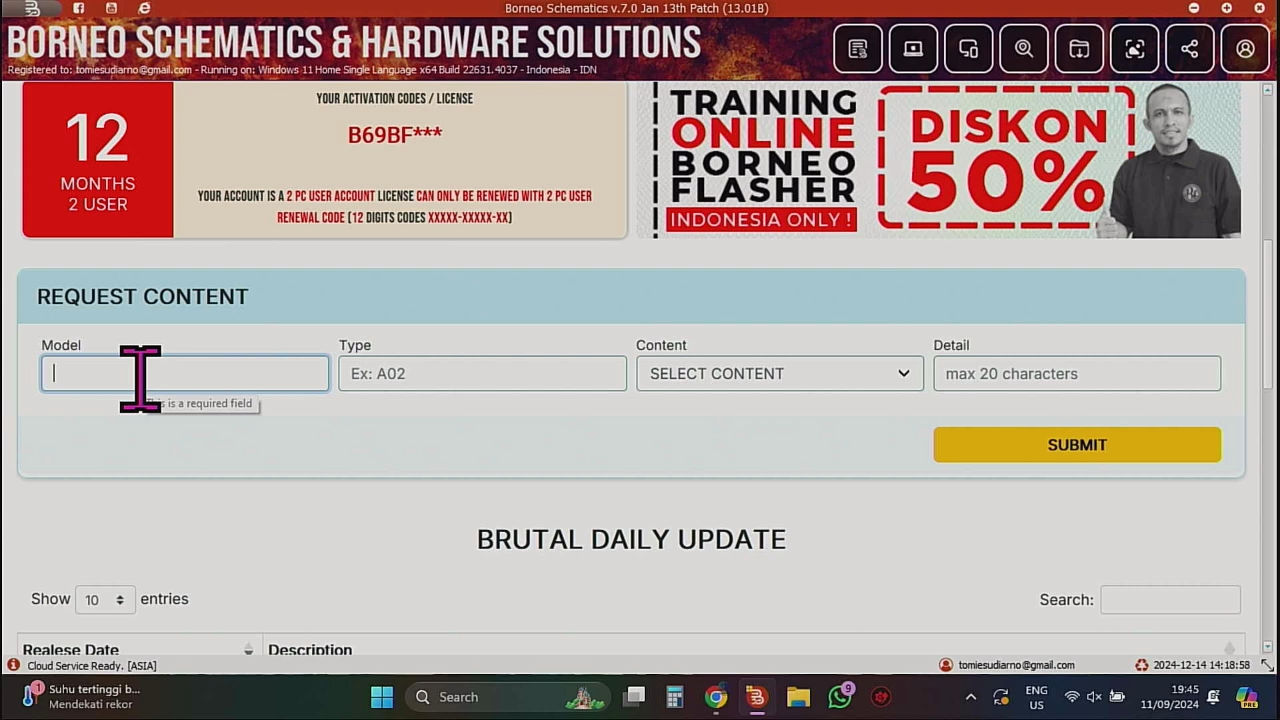 Borneo Schematics v.7.0 Jan 13th Patch (13.01B)
BORNEO SCHEMATICS & HARDWARE SOLUTIONS
Registered to: tomiesudiarno@gmail.com - Running on: Windows 11 Home Single Language x64 Build 22631.4037 - Indonesia - IDN
12
MONTHS
2 USER
YOUR ACTIVATION CODES / LICENSE
B69BF***
YOUR ACCOUNT IS A 2 PC USER ACCOUNT LICENSE CAN ONLY BE RENEWED WITH 2 PC USER
RENEWAL CODE (12 DIGITS CODES XXXXX-XXXXX-XX)
TRAINING
ONLINE
BORNEO
FLASHER
INDONESIA ONLY !
DISKON
50%
REQUEST CONTENT
Model
Type
Content
Detail
Ex: A02
SELECT CONTENT
max 20 characters
is a required field
SUBMIT
BRUTAL DAILY UPDATE
Show 10 entries
Search:
Realese Date
Description
Cloud Service Ready. [ASIA]
tomiesudiarno@gmail.com
2024-12-14 14:18:58
1
Suhu tertinggi b...
Mendekati rekor
Search
9
ENG
US
19:45
11/09/2024
PRE